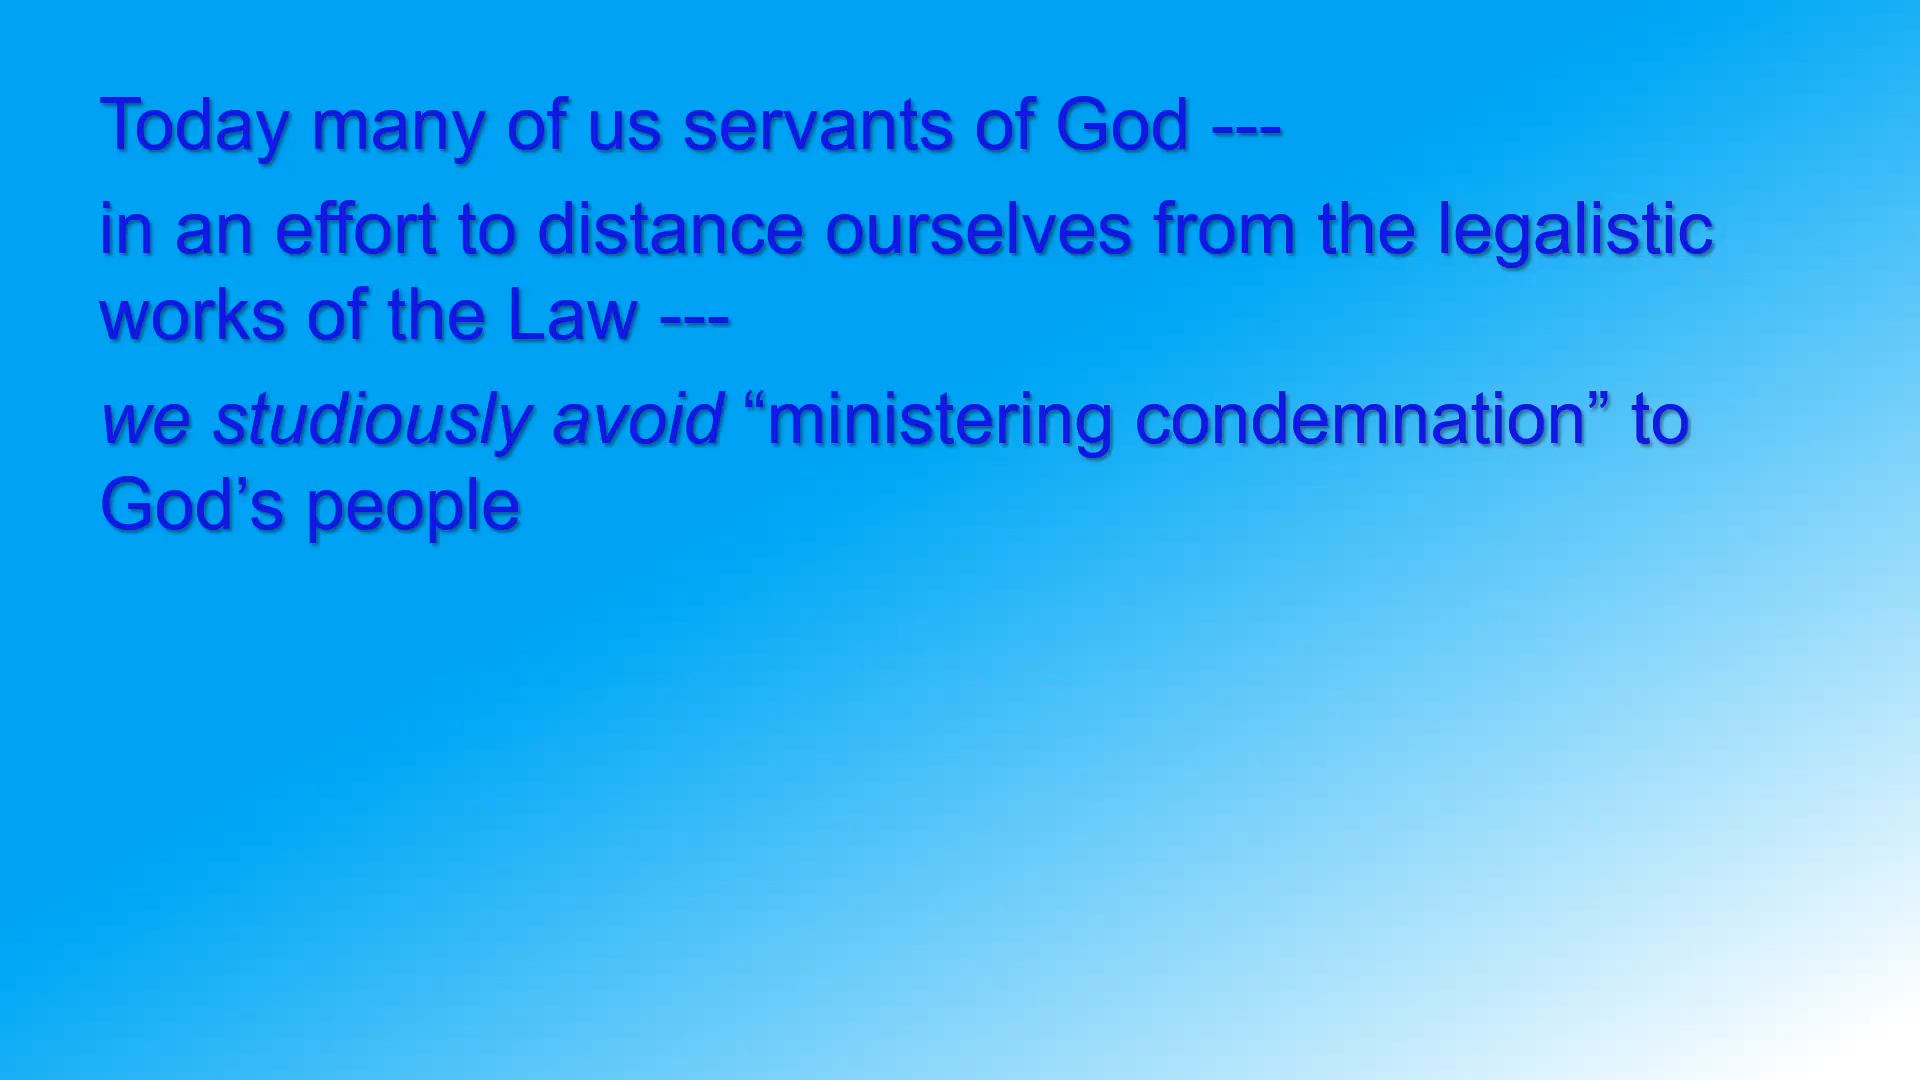 Today many of us servants of God ---
in an effort to distance ourselves from the legalistic
works of the Law ---
we studiously avoid “ministering condemnation” to
God’s people